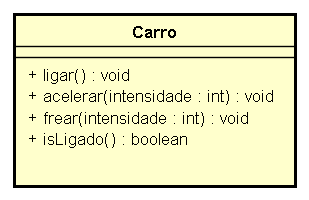 Carro
+ ligar() : void
+ acelerar(intensidade : int) : void
+ frear(intensidade : int) : void
+ isLigado() : boolean